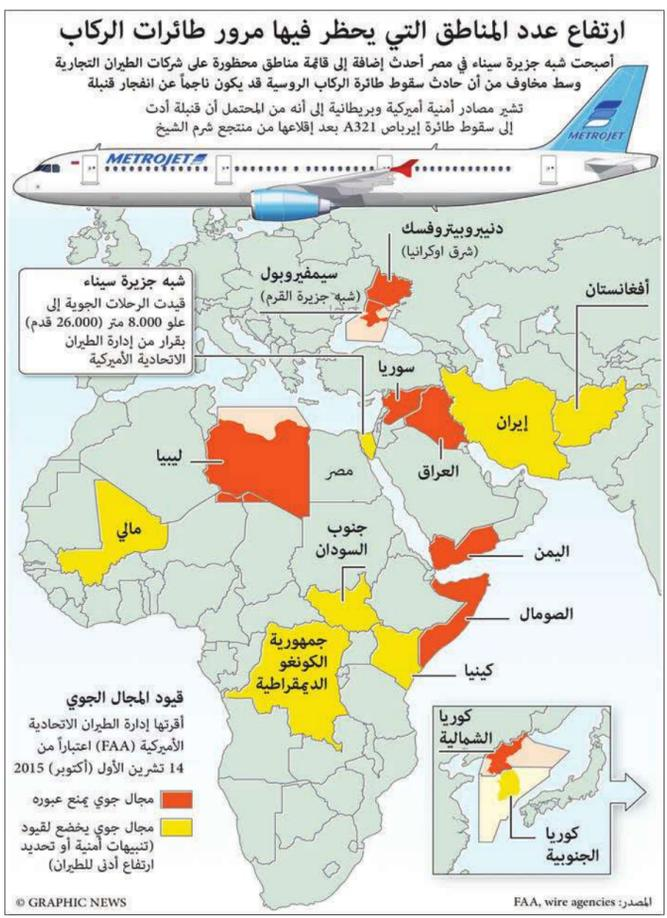 ارتفاع عدد المناطق التي يحظر فيها مرور طائرات الركاب
أصبحت شبه جزيرة سيناء في مصر أحدث إضافة إلى قائمة مناطق محظورة على شركات الطيران التجارية
وسط مخاوف من أن حادث سقوط طائرة الركاب الروسية قد يكون ناجماً عن انفجار قنبلة
تشير مصادر أمنية أميركية وبريطانية إلى أنه من المحتمل أن قنبلة أدت
إلى سقوط طائرة إيرباص A321 بعد إقلاعها من منتجع شرم الشيخ
METROJET
METROJET
دنيبروبيتروفسك
(شرق اوكرانيا)
سيمفيروبول
(شبه جزيرة القرم)
شبه جزيرة سيناء
قيدت الرحلات الجوية إلى
علو 8.000 متر (26.000 قدم)
بقرار من إدارة الطيران
الاتحادية الأميركية
أفغانستان
سوريا
إيران
ليبيا
مصر
العراق
مالي
جنوب
السودان
اليمن
الصومال
جمهورية
الكونغو
الديمقراطية
كينيا
قيود المجال الجوي
أقرتها إدارة الطيران الاتحادية
الأميركية (FAA) اعتباراً من
14 تشرين الأول (أكتوبر) 2015
مجال جوي يمنع عبوره
مجال جوي يخضع لقيود
(تنبيهات أمنية أو تحديد
ارتفاع أدنى للطيران)
كوريا
الشمالية
كوريا
الجنوبية
© GRAPHIC NEWS
المصدر: FAA, wire agencies